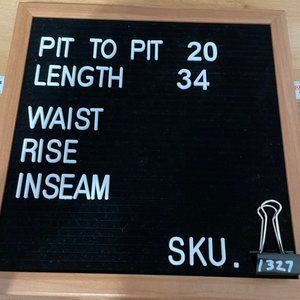 PIT TO PIT 20
LENGTH 34
WAIST
RISE
INSEAM
SKU. 1327